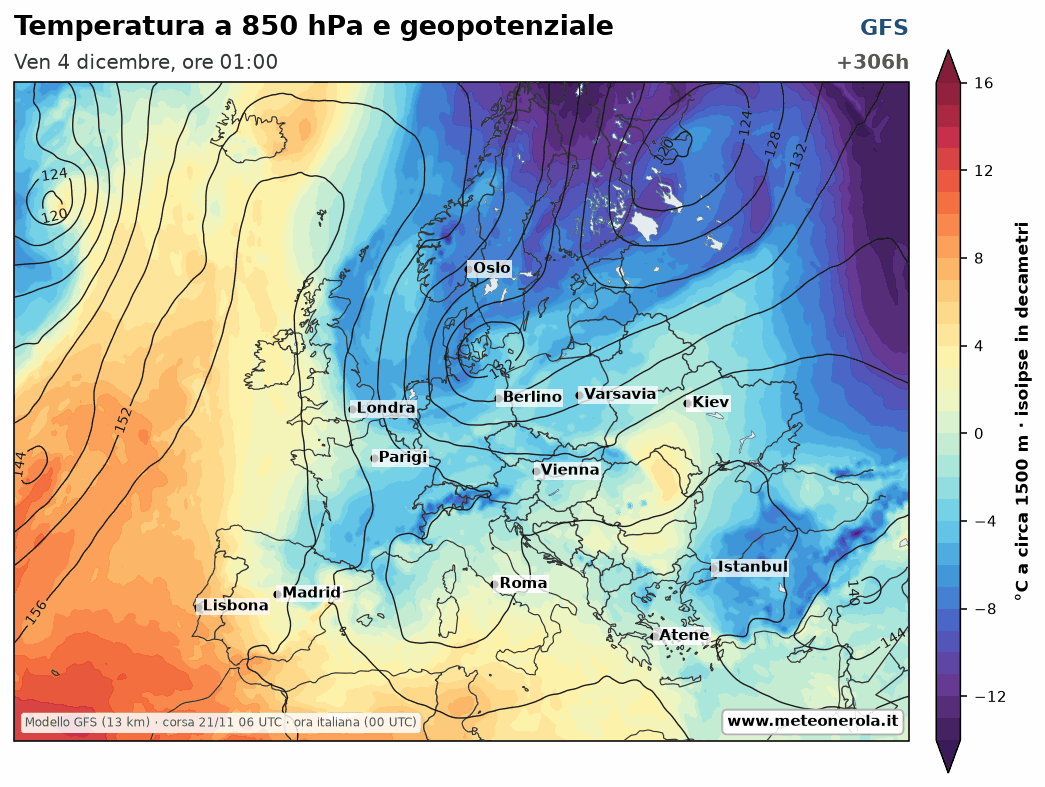 Temperatura a 850 hPa e geopotenziale
GFS
Ven 4 dicembre, ore 01:00
+306h
124
120
120
124
128
132
152
144
156
132
140
144
0
Oslo
Berlino
Varsavia
Kiev
Londra
Parigi
Vienna
Istanbul
Roma
Madrid
Lisbona
Atene
16
12
8
4
0
−4
−8
−12
°C a circa 1500 m · isoipse in decametri
Modello GFS (13 km) · corsa 21/11 06 UTC · ora italiana (00 UTC)
www.meteonerola.it